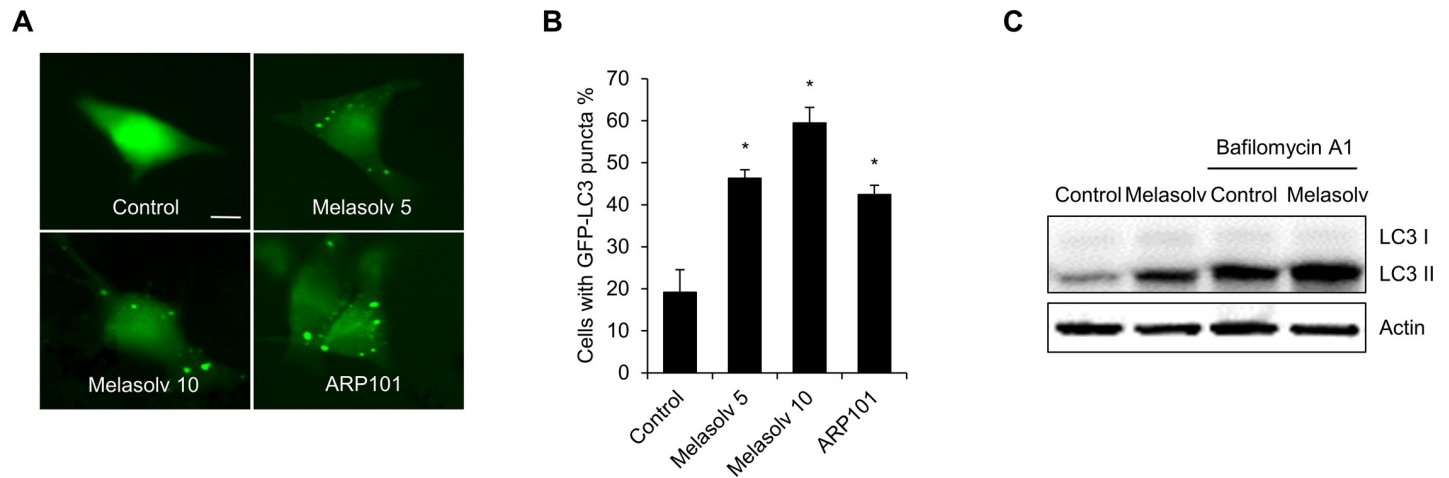 A
Control
Melasolv 5
Melasolv 10
ARP101
B
Cells with GFP-LC3 puncta %
70
60
50
40
30
20
10
0
*
*
*
Control
Melasolv 5
Melasolv 10
ARP101
C
Bafilomycin A1
Control Melasolv Control Melasolv
LC3 I
LC3 II
Actin